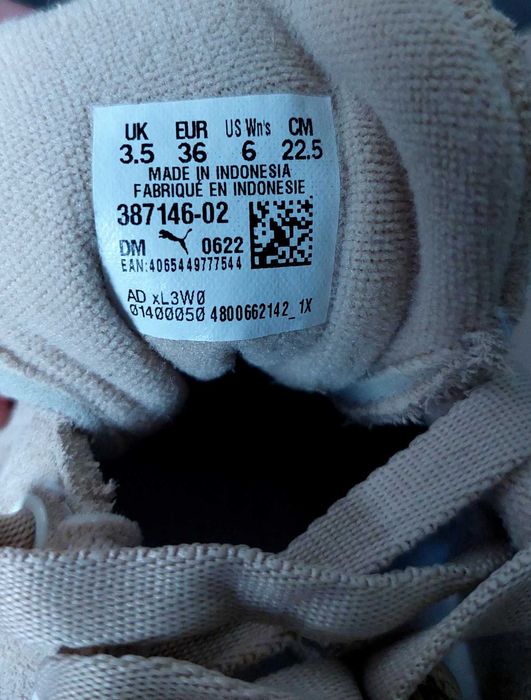 UK EUR US Wn's CM
3.5 36 6 22.5
MADE IN INDONESIA
FABRIQUÉ EN INDONESIE
387146-02
DM 0622
EAN:4065449777544
AD xL3W0
01400050 4800662142_1X